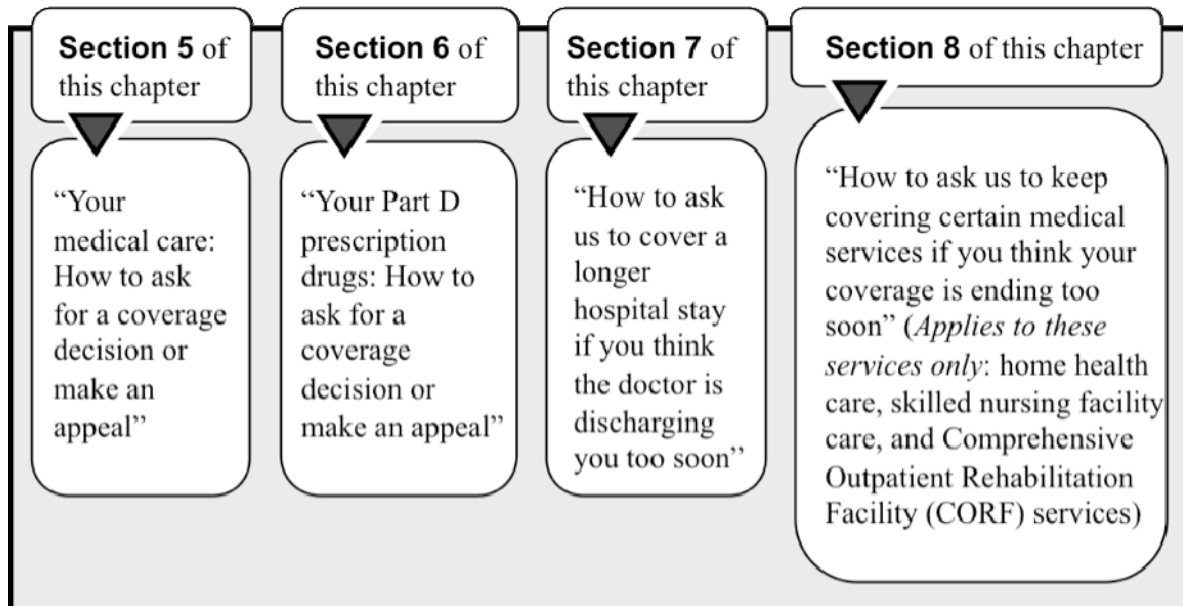 Section 5 of
this chapter
“Your
medical care:
How to ask
for a coverage
decision or
make an
appeal”
Section 6 of
this chapter
“Your Part D
prescription
drugs: How to
ask for a
coverage
decision or
make an appeal”
Section 7 of
this chapter
“How to ask
us to cover a
longer
hospital stay
if you think
the doctor is
discharging
you too soon”
Section 8 of this chapter
“How to ask us to keep
covering certain medical
services if you think your
coverage is ending too
soon” (Applies to these
services only: home health
care, skilled nursing facility
care, and Comprehensive
Outpatient Rehabilitation
Facility (CORF) services)